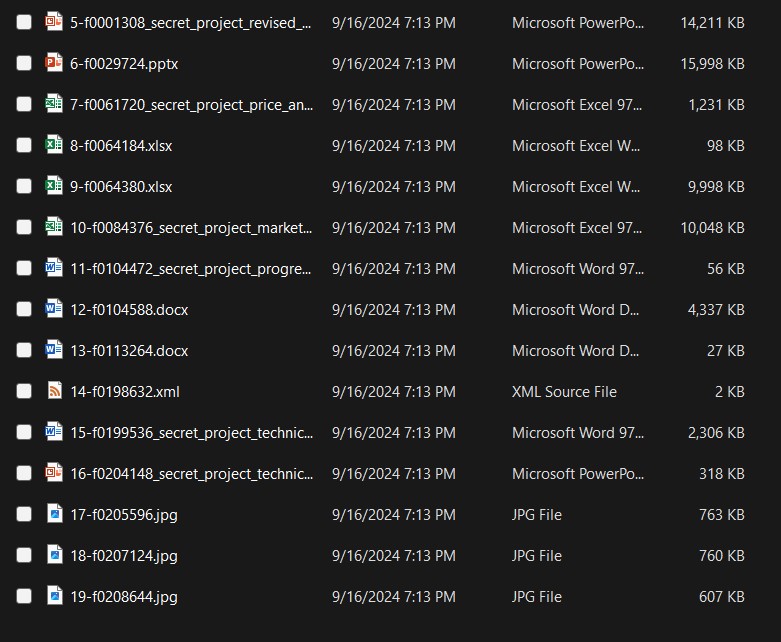 5-f0001308_secret_project_revised_... 9/16/2024 7:13 PM Microsoft PowerPo... 14,211 KB
6-f0029724.pptx 9/16/2024 7:13 PM Microsoft PowerPo... 15,998 KB
7-f0061720_secret_project_price_an... 9/16/2024 7:13 PM Microsoft Excel 97... 1,231 KB
8-f0064184.xlsx 9/16/2024 7:13 PM Microsoft Excel W... 98 KB
9-f0064380.xlsx 9/16/2024 7:13 PM Microsoft Excel W... 9,998 KB
10-f0084376_secret_project_market... 9/16/2024 7:13 PM Microsoft Excel 97... 10,048 KB
11-f0104472_secret_project_progre... 9/16/2024 7:13 PM Microsoft Word 97... 56 KB
12-f0104588.docx 9/16/2024 7:13 PM Microsoft Word D... 4,337 KB
13-f0113264.docx 9/16/2024 7:13 PM Microsoft Word D... 27 KB
14-f0198632.xml 9/16/2024 7:13 PM XML Source File 2 KB
15-f0199536_secret_project_technic... 9/16/2024 7:13 PM Microsoft Word 97... 2,306 KB
16-f0204148_secret_project_technic... 9/16/2024 7:13 PM Microsoft PowerPo... 318 KB
17-f0205596.jpg 9/16/2024 7:13 PM JPG File 763 KB
18-f0207124.jpg 9/16/2024 7:13 PM JPG File 760 KB
19-f0208644.jpg 9/16/2024 7:13 PM JPG File 607 KB